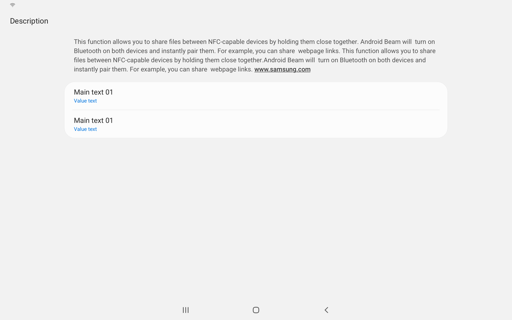 Description
This function allows you to share files between NFC-capable devices by holding them close together. Android Beam will  turn on
Bluetooth on both devices and instantly pair them. For example, you can share  webpage links. This function allows you to share
files between NFC-capable devices by holding them close together.Android Beam will  turn on Bluetooth on both devices and
instantly pair them. For example, you can share  webpage links. www.samsung.com
Main text 01
Value text
Main text 01
Value text